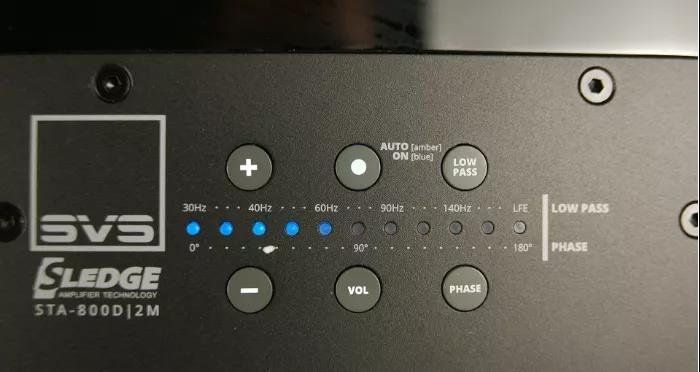 AUTO [amber]
ON [blue]
LOW
PASS
30Hz 40Hz 60Hz 90Hz 140Hz LFE
LOW PASS
0° 90° 180°
PHASE
SVS
SLEDGE
AMPLIFIER TECHNOLOGY
STA-800D|2M
VOL
PHASE